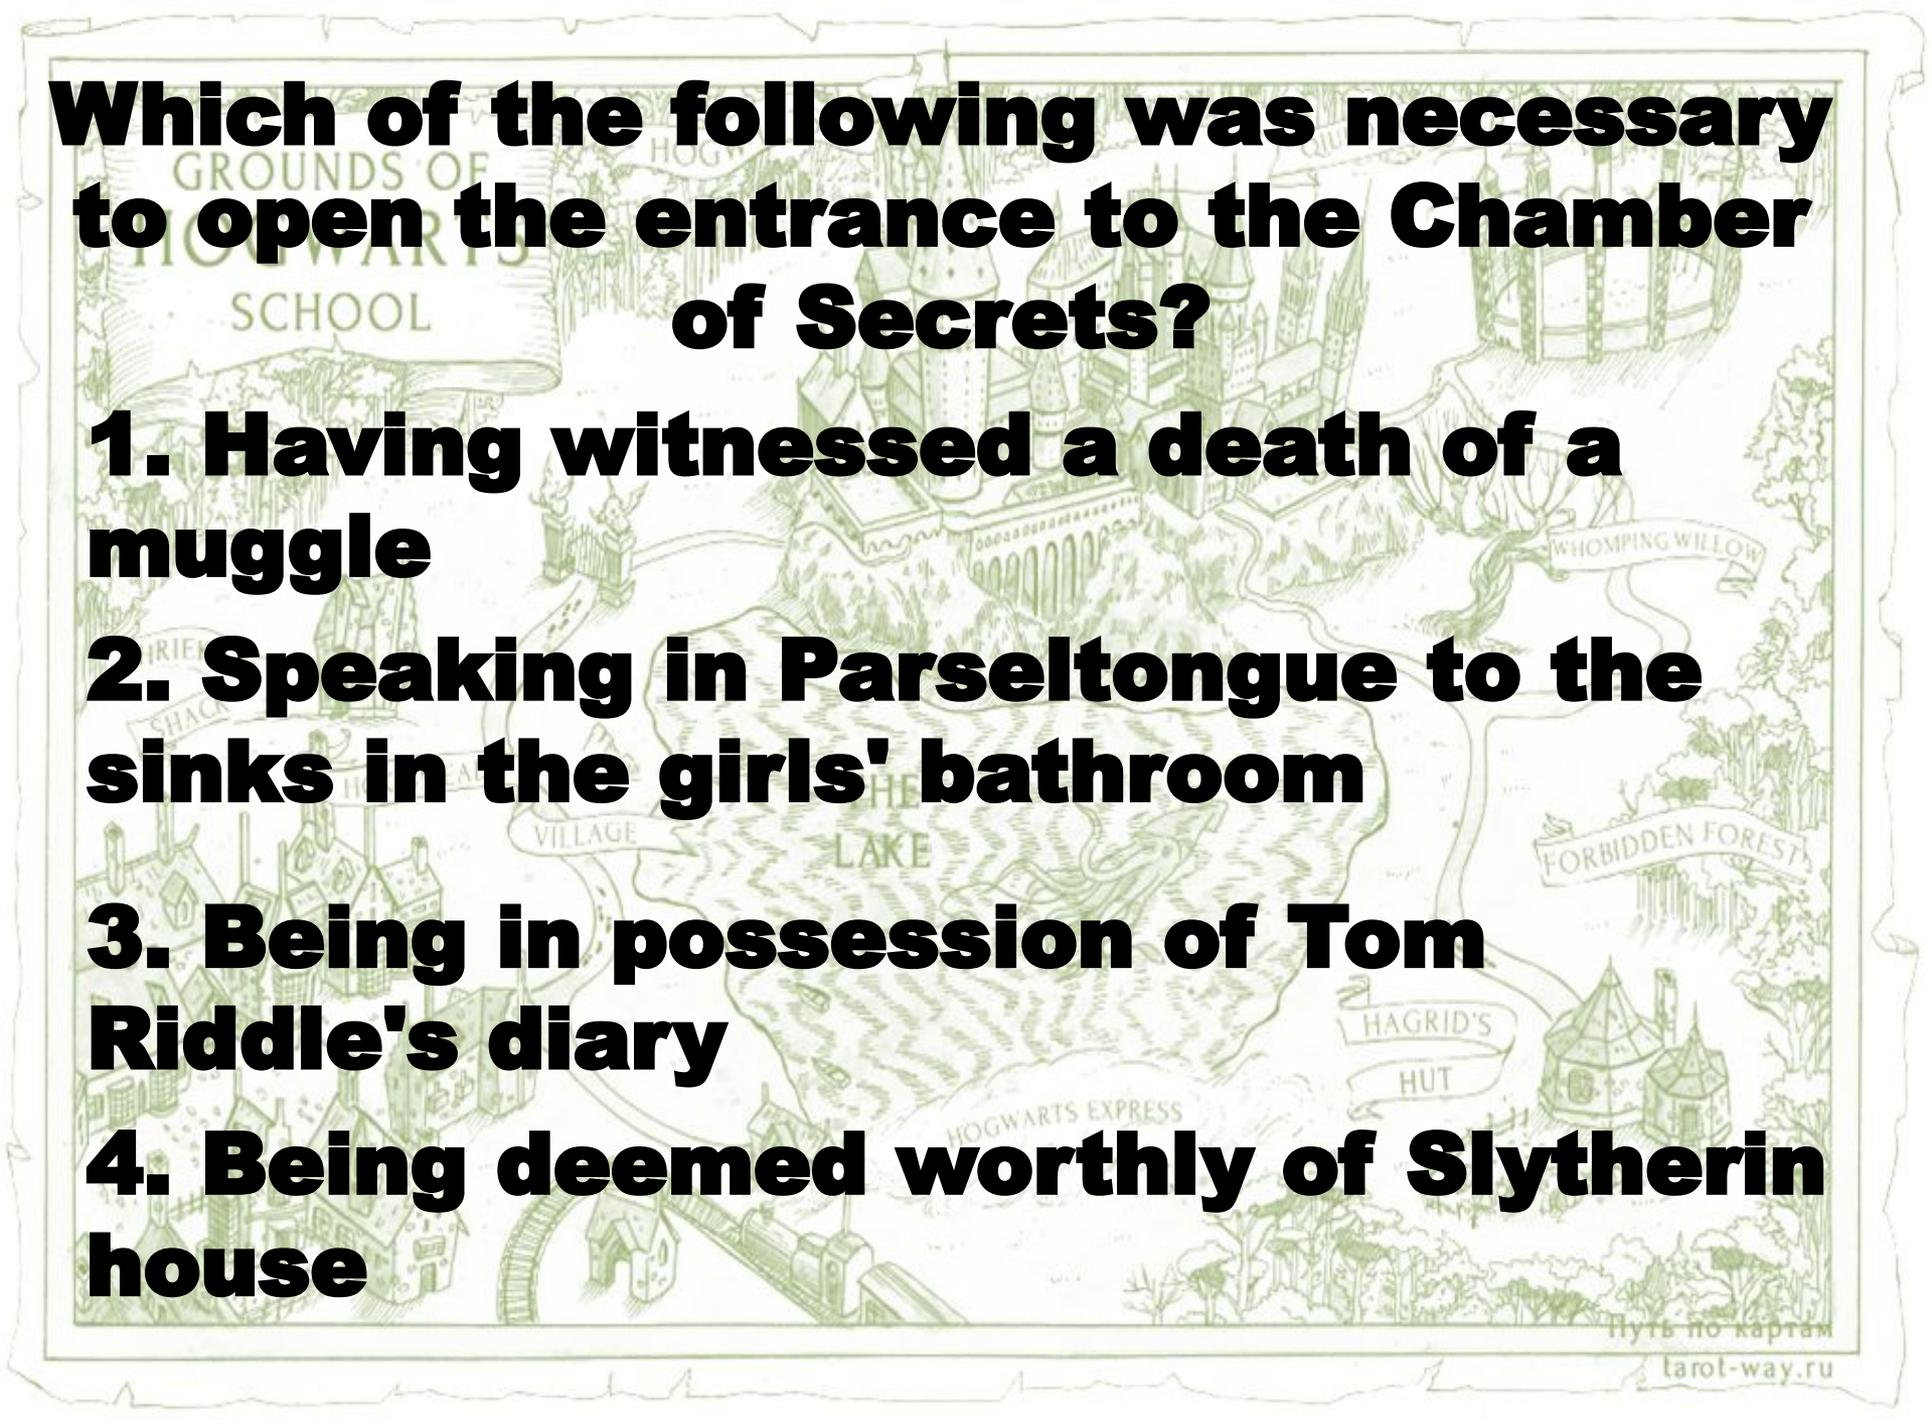 Which of the following was necessary
to open the entrance to the Chamber
of Secrets?
1. Having witnessed a death of a
muggle
2. Speaking in Parseltongue to the
sinks in the girls' bathroom
3. Being in possession of Tom
Riddle's diary
4. Being deemed worthly of Slytherin
house
GROUNDS OF
HOGWARTS
SCHOOL
WHOMPING WILLOW
SHACK
VILLAGE
LAKE
FORBIDDEN FOREST
HAGRID'S
HUT
HOGWARTS EXPRESS
Путь по картам
tarot-way.ru